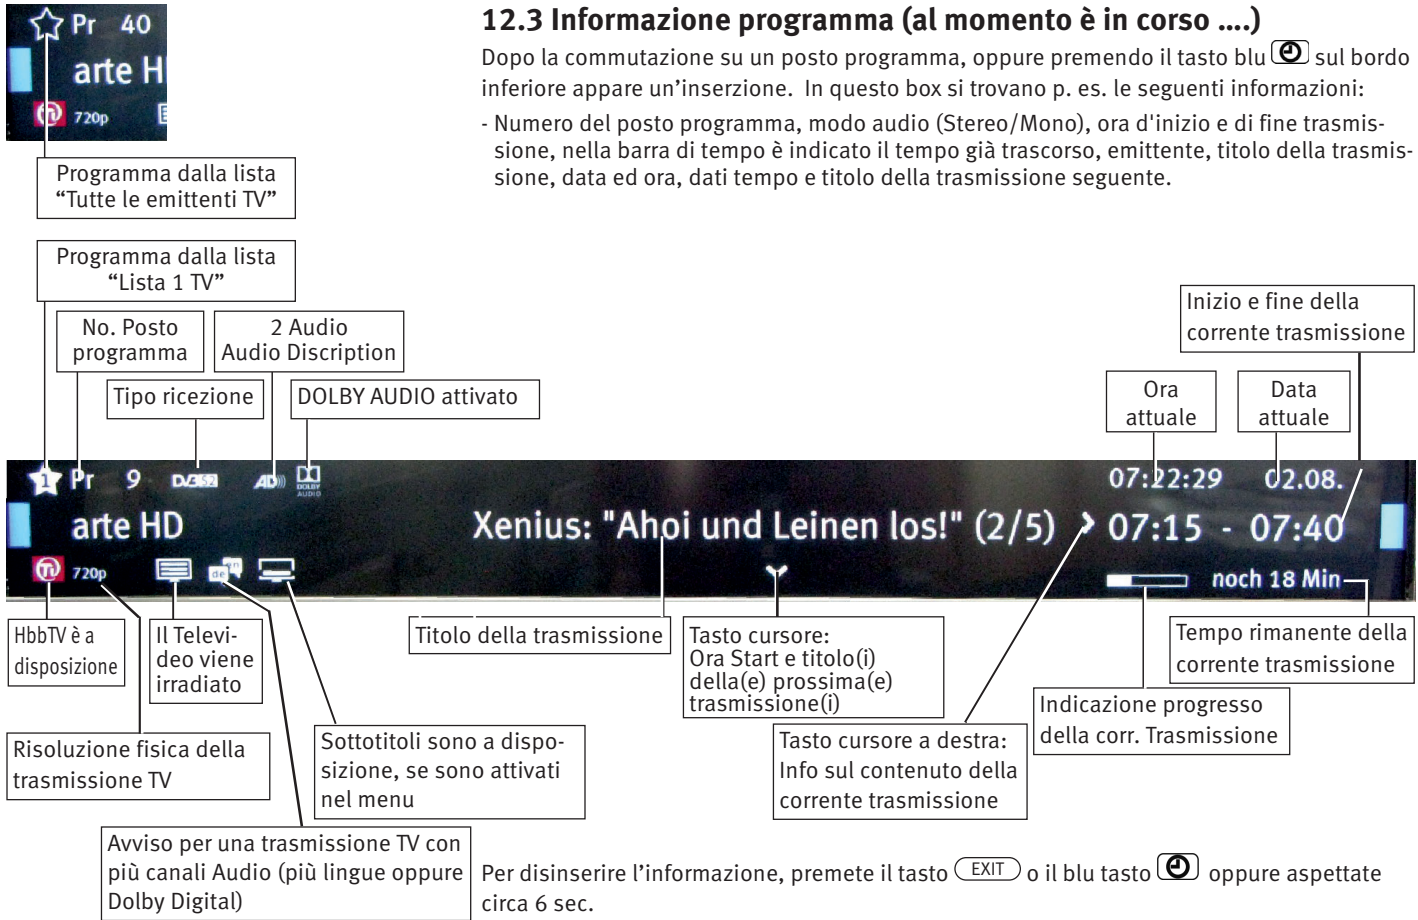 Pr 40
arte H
720p
12.3 Informazione programma (al momento è in corso ....)
Dopo la commutazione su un posto programma, oppure premendo il tasto blu sul bordo
inferiore appare un’inserzione. In questo box si trovano p. es. le seguenti informazioni:
- Numero del posto programma, modo audio (Stereo/Mono), ora d'inizio e di fine trasmis-
sione, nella barra di tempo è indicato il tempo già trascorso, emittente, titolo della trasmis-
sione, data ed ora, dati tempo e titolo della trasmissione seguente.
Programma dalla lista
“Tutte le emittenti TV”
Programma dalla lista
“Lista 1 TV”
No. Posto
programma
2 Audio
Audio Discription
Tipo ricezione
DOLBY AUDIO attivato
Inizio e fine della
corrente trasmissione
Ora
attuale
Data
attuale
1 Pr 9 DVB S2 AD DOLBY AUDIO 07:22:29 02.08.
arte HD Xenius: "Ahoi und Leinen los!" (2/5) 07:15 - 07:40
720p de en noch 18 Min
HbbTV è a
disposizione
Il Televi-
deo viene
irradiato
Titolo della trasmissione
Tasto cursore:
Ora Start e titolo(i)
della(e) prossima(e)
trasmissione(i)
Tempo rimanente della
corrente trasmissione
Indicazione progresso
della corr. Trasmissione
Risoluzione fisica della
trasmissione TV
Sottotitoli sono a dispo-
sizione, se sono attivati
nel menu
Tasto cursore a destra:
Info sul contenuto della
corrente trasmissione
Avviso per una trasmissione TV con
più canali Audio (più lingue oppure
Dolby Digital)
Per disinserire l’informazione, premete il tasto EXIT o il blu tasto oppure aspettate
circa 6 sec.